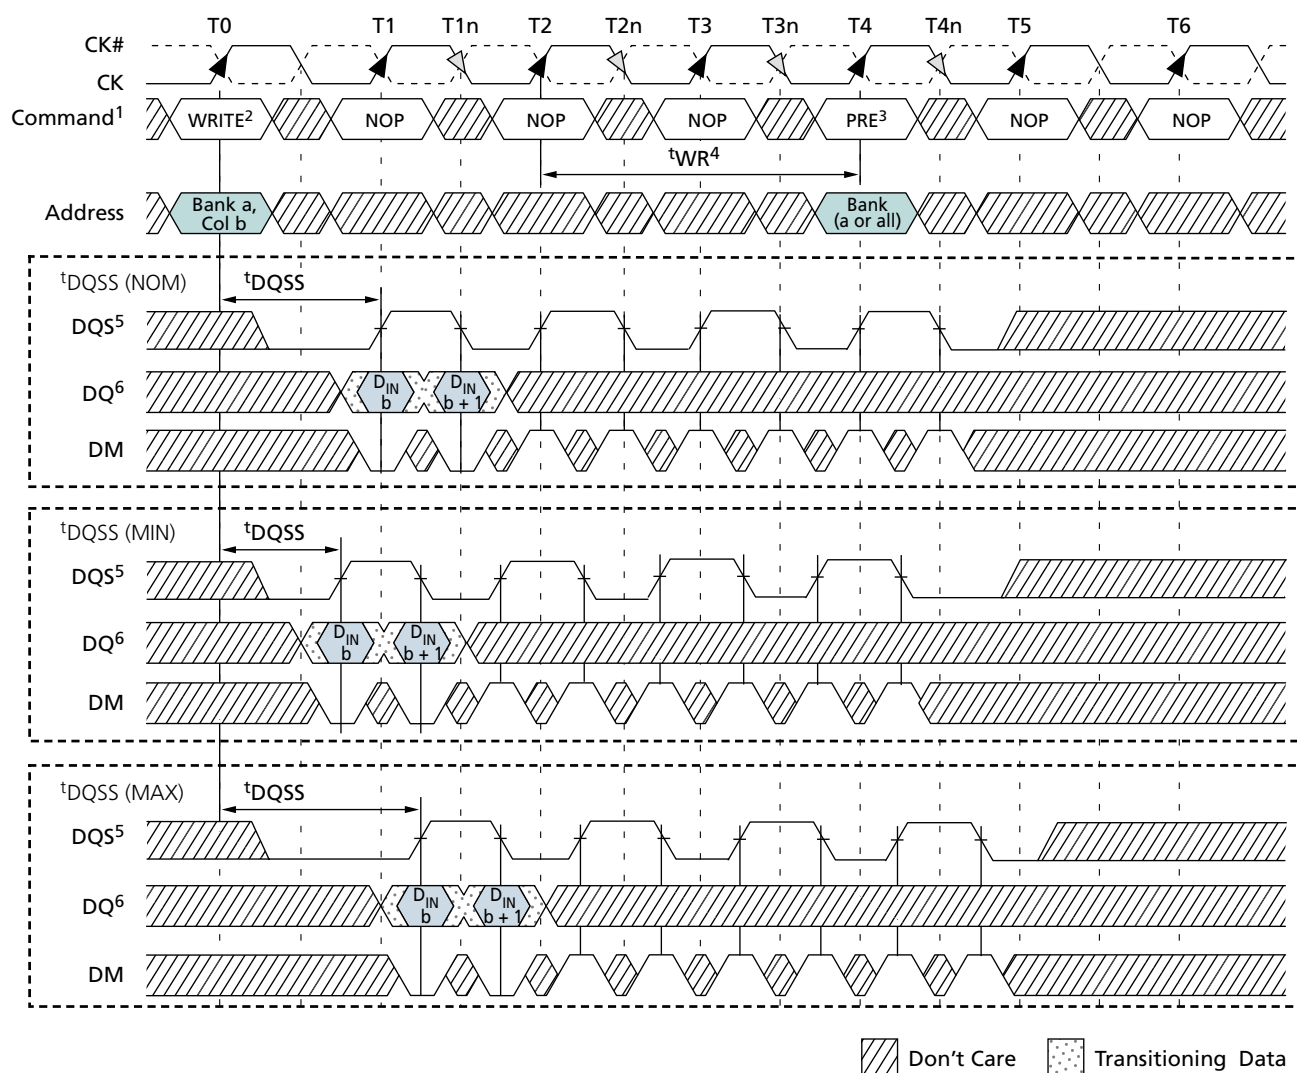 T0 T1 T1n T2 T2n T3 T3n T4 T4n T5 T6
CK#
CK
Command1 WRITE2 NOP NOP NOP PRE3 NOP NOP
tWR4
Address Bank a, Col b Bank (a or all)
tDQSS (NOM) tDQSS
DQS5
DQ6 DIN b DIN b + 1
DM
tDQSS (MIN) tDQSS
DQS5
DQ6 DIN b DIN b + 1
DM
tDQSS (MAX) tDQSS
DQS5
DQ6 DIN b DIN b + 1
DM
Don't Care Transitioning Data